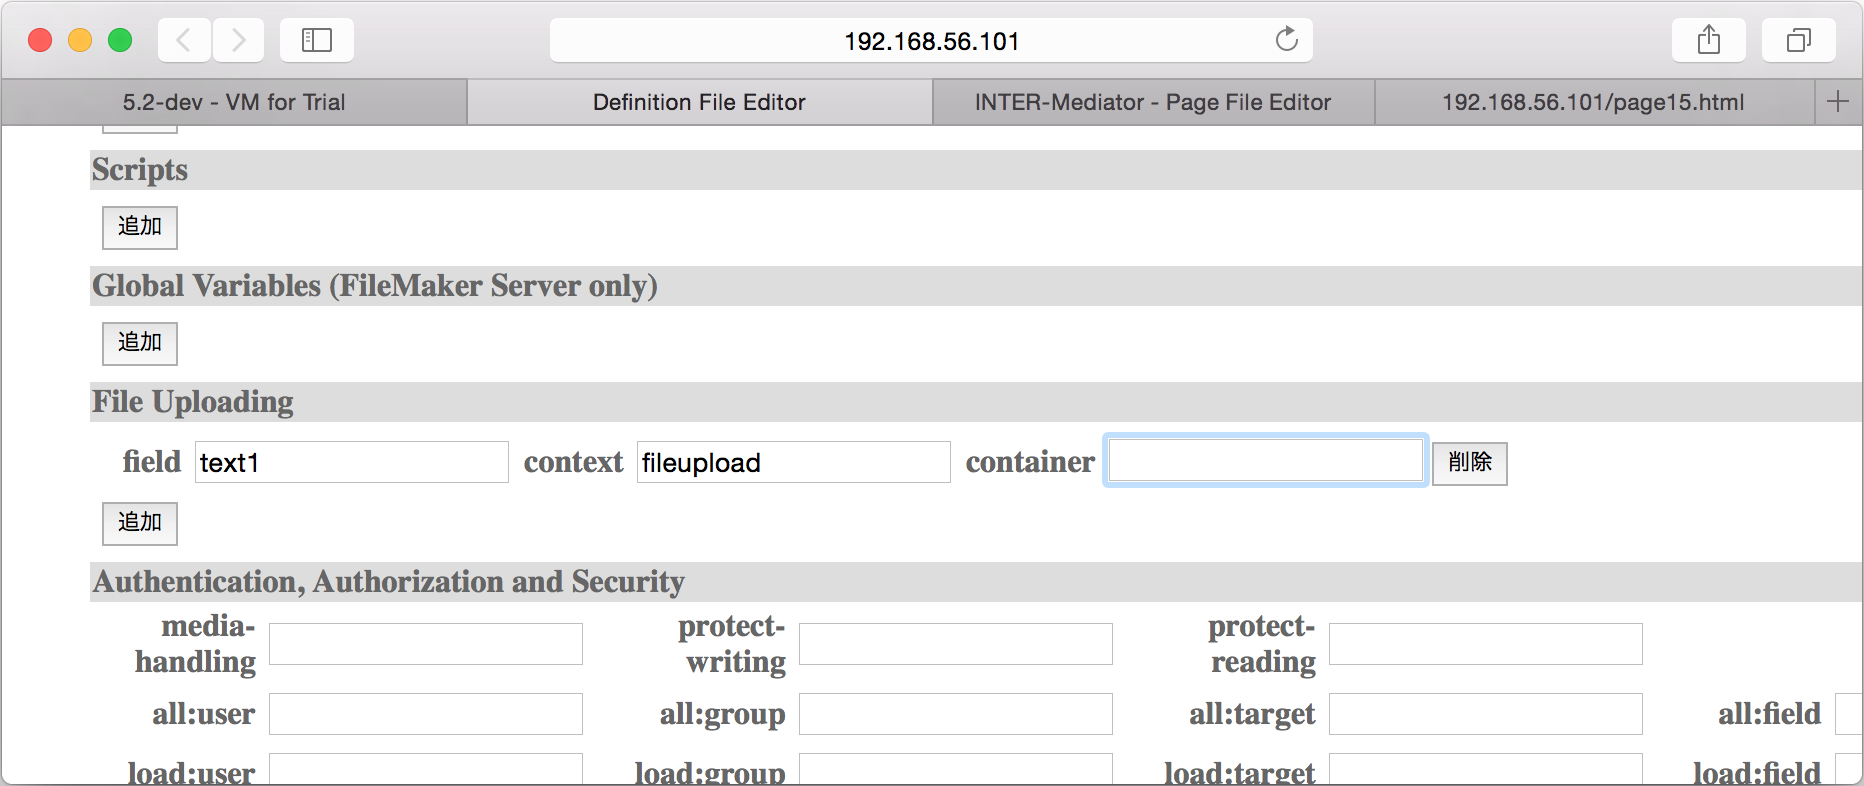 192.168.56.101
5.2-dev - VM for Trial Definition File Editor INTER-Mediator - Page File Editor 192.168.56.101/page15.html
Scripts
追加
Global Variables (FileMaker Server only)
追加
File Uploading
field text1 context fileupload container 削除
追加
Authentication, Authorization and Security
media-handling protect-writing protect-reading
all:user all:group all:target all:field
load:user load:group load:target load:field